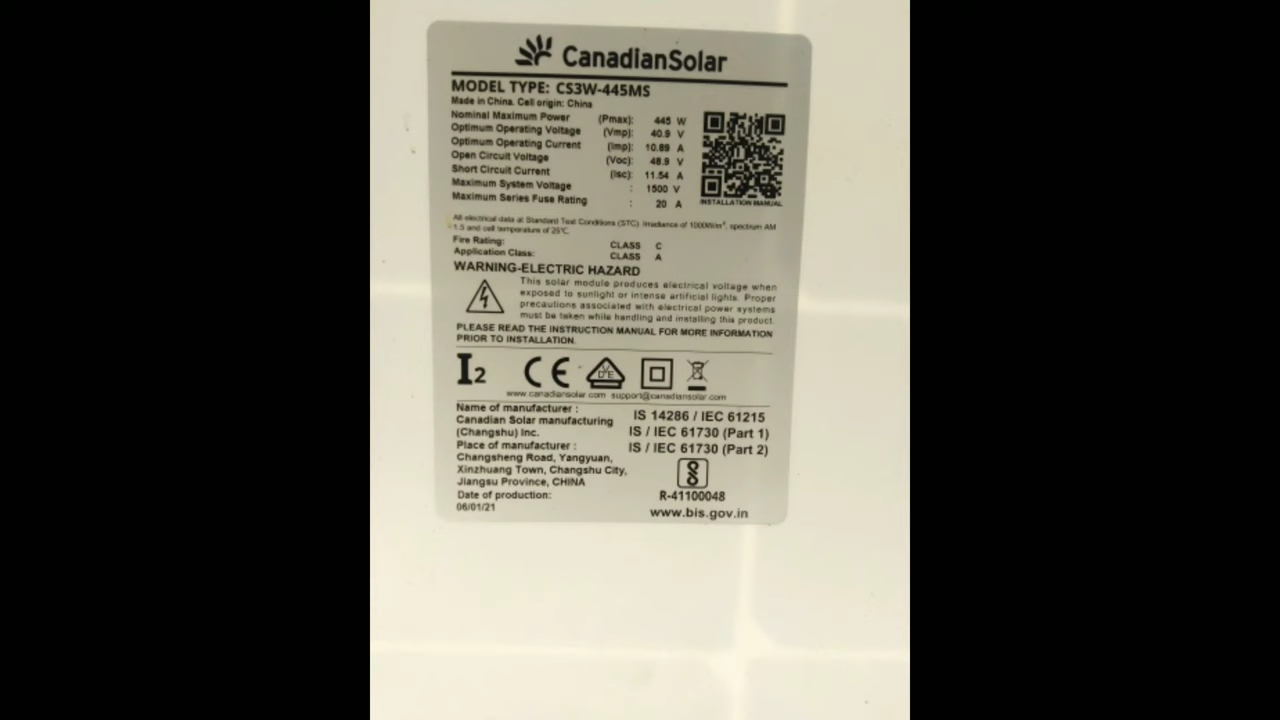 CanadianSolar
MODEL TYPE: CS3W-445MS
Made in China. Cell origin: China
Nominal Maximum Power (Pmax): 445 W
Optimum Operating Voltage (Vmp): 40.9 V
Optimum Operating Current (Imp): 10.89 A
Open Circuit Voltage (Voc): 48.9 V
Short Circuit Current (Isc): 11.54 A
Maximum System Voltage : 1500 V
Maximum Series Fuse Rating : 20 A
INSTALLATION MANUAL
All electrical data at Standard Test Conditions (STC): Irradiance of 1000W/m², spectrum AM
1.5 and cell temperature of 25℃
Fire Rating: CLASS C
Application Class: CLASS A
WARNING-ELECTRIC HAZARD
This solar module produces electrical voltage when
exposed to sunlight or intense artificial lights. Proper
precautions associated with electrical power systems
must be taken while handling and installing this product.
PLEASE READ THE INSTRUCTION MANUAL FOR MORE INFORMATION
PRIOR TO INSTALLATION.
I2 CE VDE
www.canadiansolar.com support@canadiansolar.com
Name of manufacturer :
Canadian Solar manufacturing
(Changshu) Inc.
Place of manufacturer :
Changsheng Road, Yangyuan,
Xinzhuang Town, Changshu City,
Jiangsu Province, CHINA
Date of production:
06/01/21
IS 14286 / IEC 61215
IS / IEC 61730 (Part 1)
IS / IEC 61730 (Part 2)
R-41100048
www.bis.gov.in